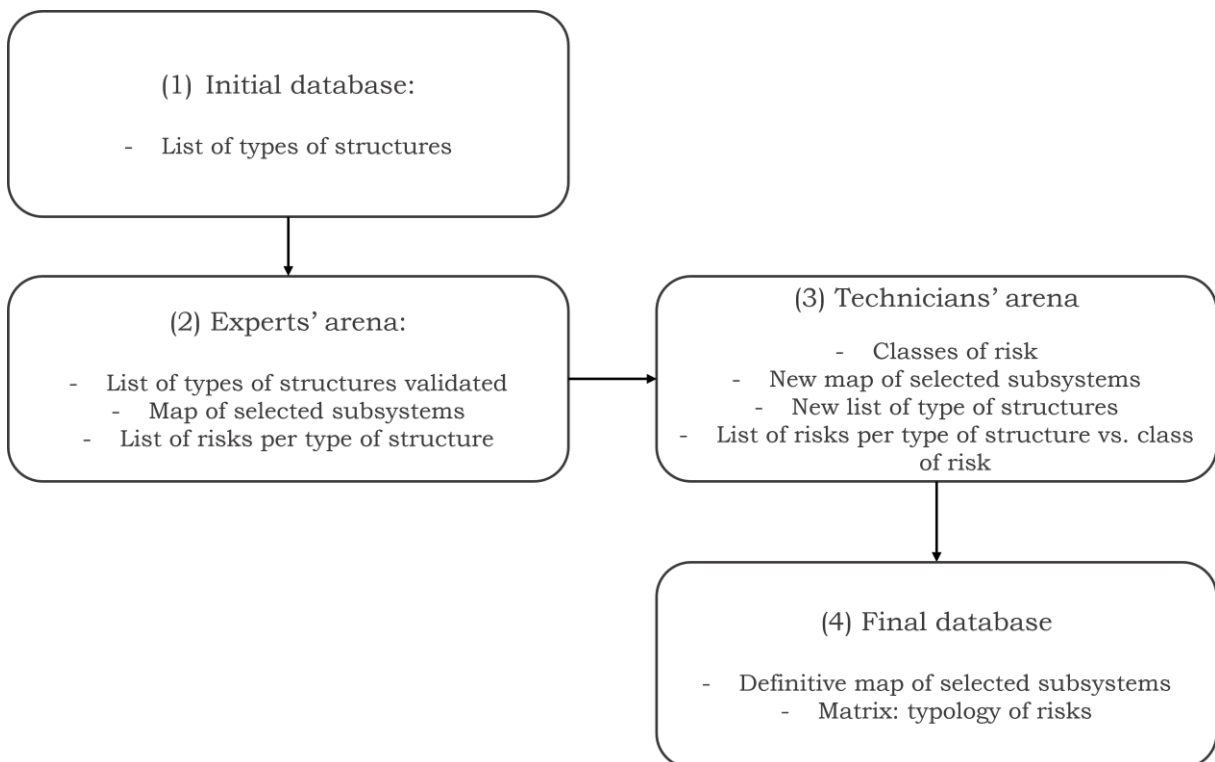 (1) Initial database:
- List of types of structures
(2) Experts’ arena:
- List of types of structures validated
- Map of selected subsystems
- List of risks per type of structure
(3) Technicians’ arena
- Classes of risk
- New map of selected subsystems
- New list of type of structures
- List of risks per type of structure vs. class
of risk
(4) Final database
- Definitive map of selected subsystems
- Matrix: typology of risks